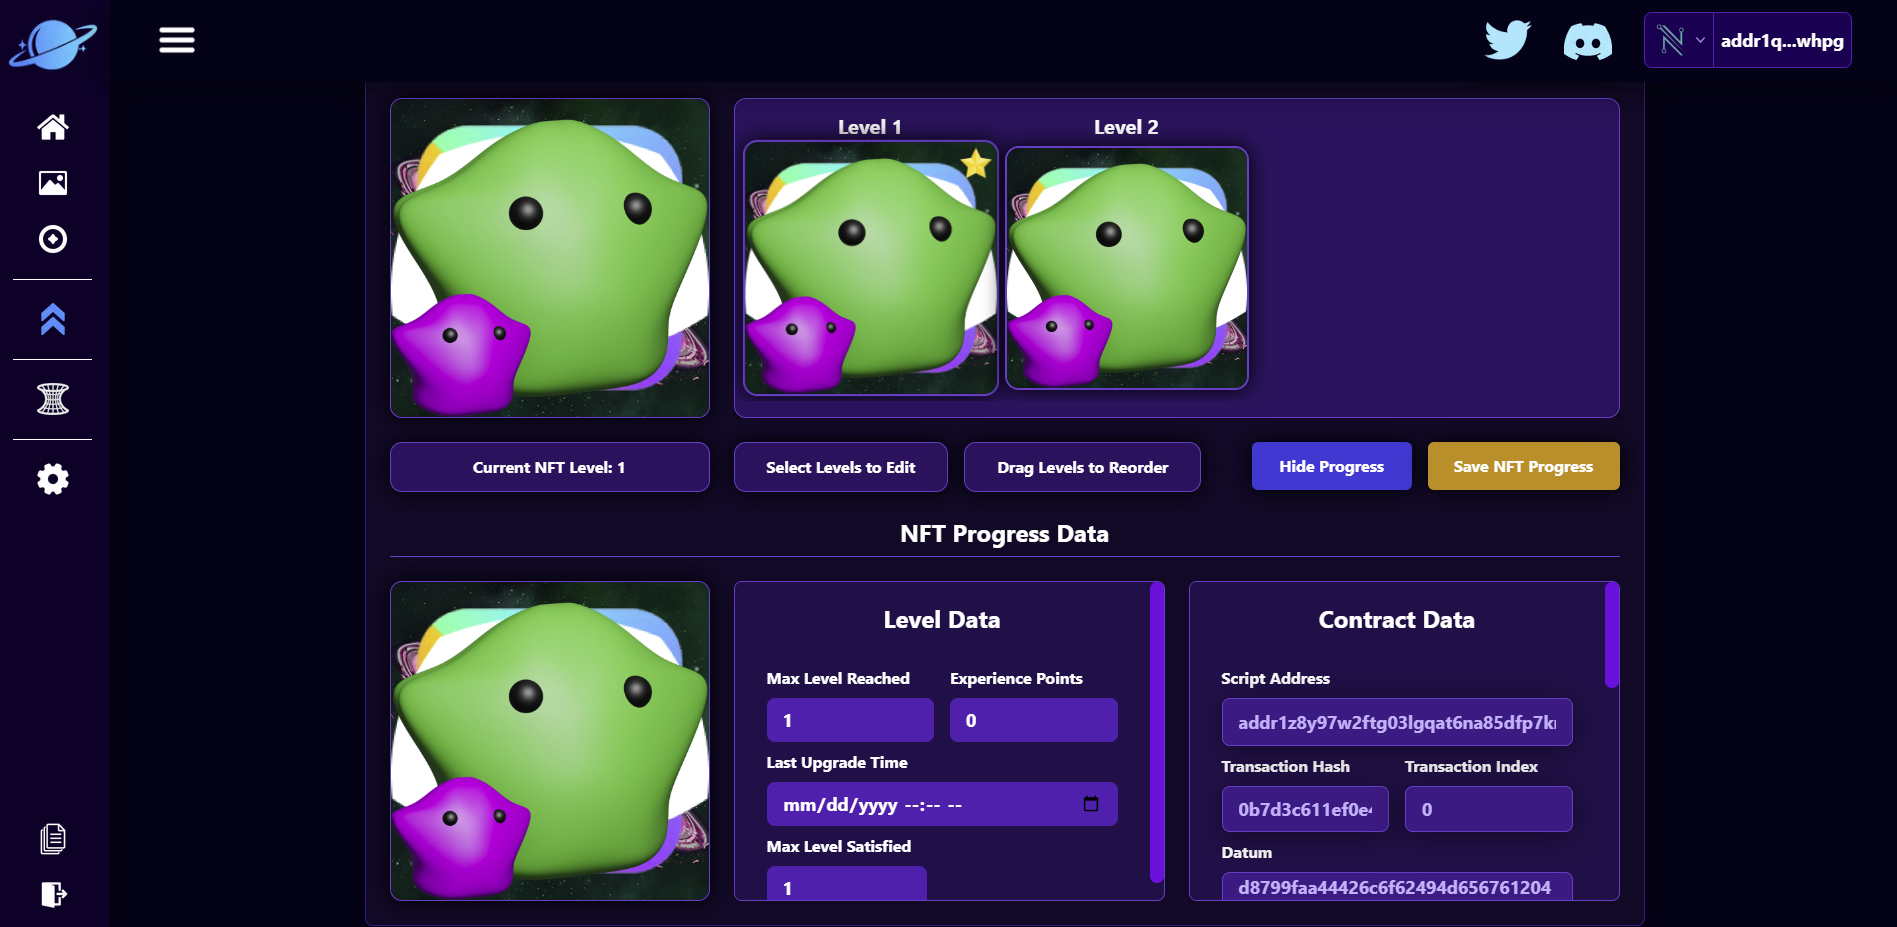 addr1q...whpg
Level 1
Level 2
Current NFT Level: 1
Select Levels to Edit
Drag Levels to Reorder
Hide Progress
Save NFT Progress
NFT Progress Data
Level Data
Max Level Reached
Experience Points
1
0
Last Upgrade Time
mm/dd/yyyy --:-- --
Max Level Satisfied
1
Contract Data
Script Address
addr1z8y97w2ftg03lgqat6na85dfp7k
Transaction Hash
Transaction Index
0b7d3c611ef0e
0
Datum
d8799faa44426c6f62494d656761204